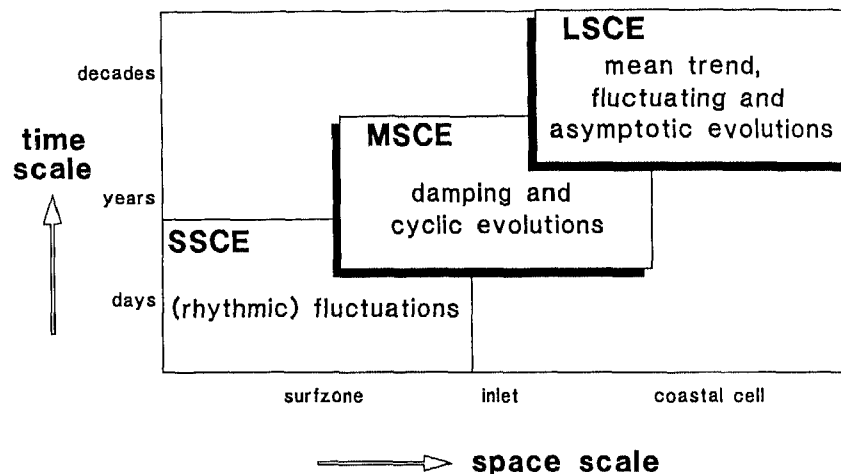 LSCE
mean trend,
fluctuating and
asymptotic evolutions
decades
time
scale
MSCE
damping and
cyclic evolutions
years
SSCE
(rhythmic) fluctuations
days
surfzone
inlet
coastal cell
space scale